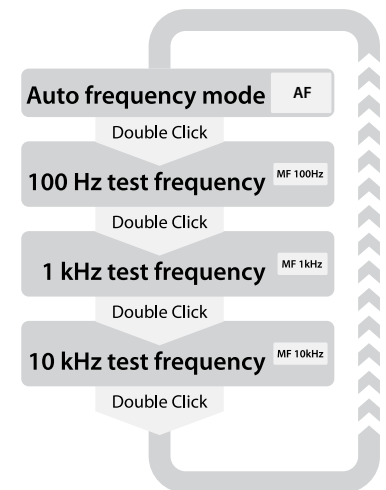 Auto frequency mode AF
Double Click
100 Hz test frequency MF 100Hz
Double Click
1 kHz test frequency MF 1kHz
Double Click
10 kHz test frequency MF 10kHz
Double Click